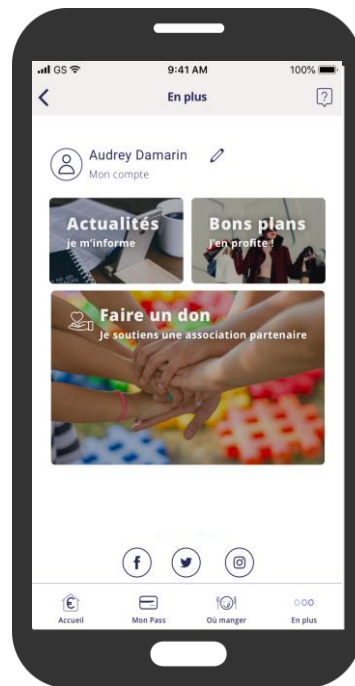 GS
9:41 AM
100%
En plus
?
Audrey Damarin
Mon compte
Actualités
je m'informe
Bons plans
J'en profite !
Faire un don
Je soutiens une association partenaire
Accueil
Mon Pass
Où manger
En plus